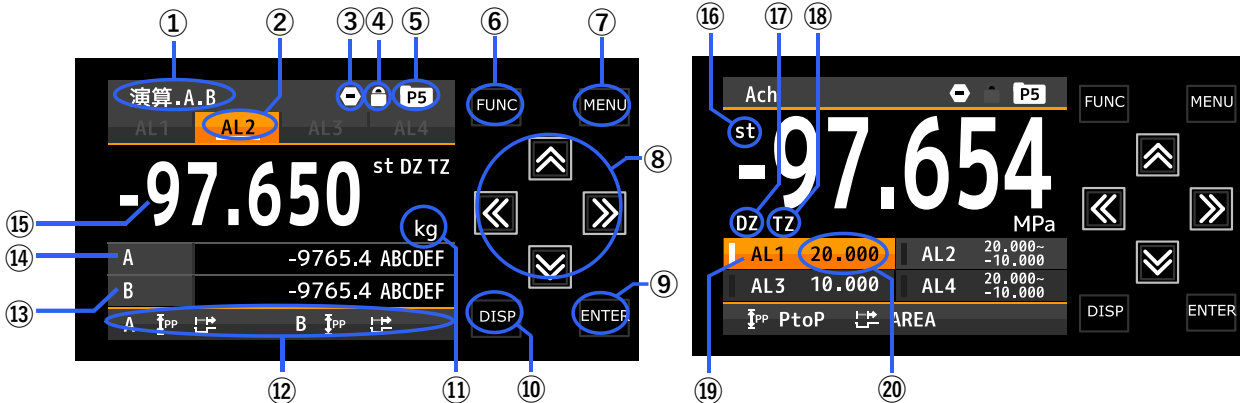 ① ② ③ ④ ⑤ ⑥ ⑦
演算.A.B P5 FUNC MENU
AL1 AL2 AL3 AL4
-97.650 st DZ TZ
kg
⑧
⑮
⑭ A -9765.4 ABCDEF
⑬ B -9765.4 ABCDEF
⑨
A PP B PP DISP ENTER
⑫ ⑪ ⑩
⑯ ⑰ ⑱
Ach P5 FUNC MENU
st
-97.654
DZ TZ MPa
AL1 20.000 AL2 20.000~
-10.000
AL3 10.000 AL4 20.000~
-10.000
PP PtoP AREA DISP ENTER
⑲ ⑳